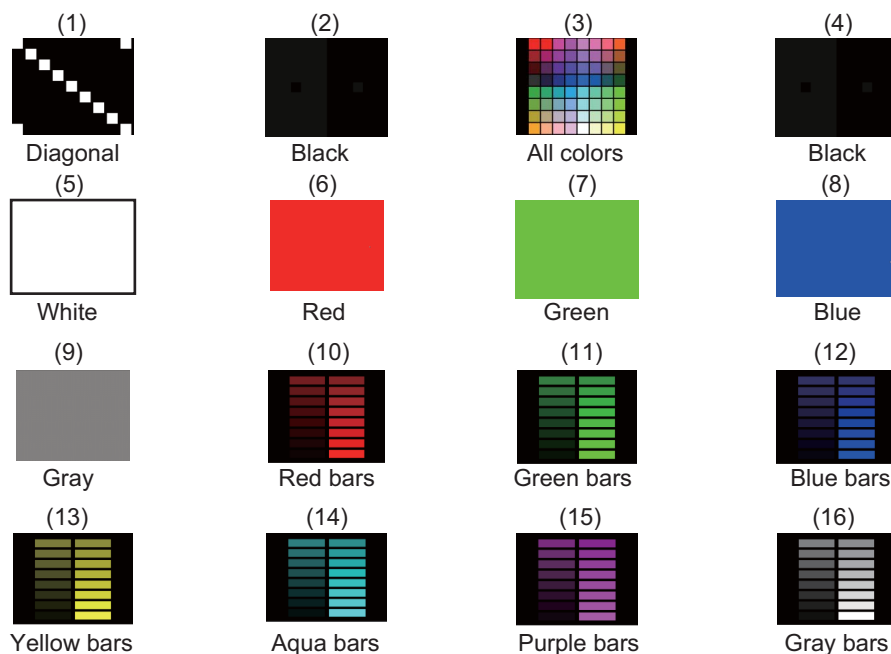 (1) (2) (3) (4)
Diagonal Black All colors Black
(5) (6) (7) (8)
White Red Green Blue
(9) (10) (11) (12)
Gray Red bars Green bars Blue bars
(13) (14) (15) (16)
Yellow bars Aqua bars Purple bars Gray bars